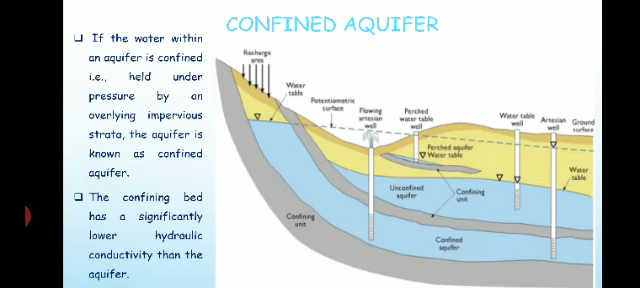 CONFINED AQUIFER
❑ If the water within
an aquifer is confined
i.e., held under
pressure by an
overlying impervious
strata, the aquifer is
known as confined
aquifer.
❑ The confining bed
has a significantly
lower hydraulic
conductivity than the
aquifer.
Recharge
area
Water
table
Potentiometric
surface
Flowing
artesian
well
Perched
water table
well
Water table
well
Artesian
well
Ground
surface
Perched aquifer
Water table
Water
table
Unconfined
aquifer
Confining
unit
Confining
unit
Confined
aquifer